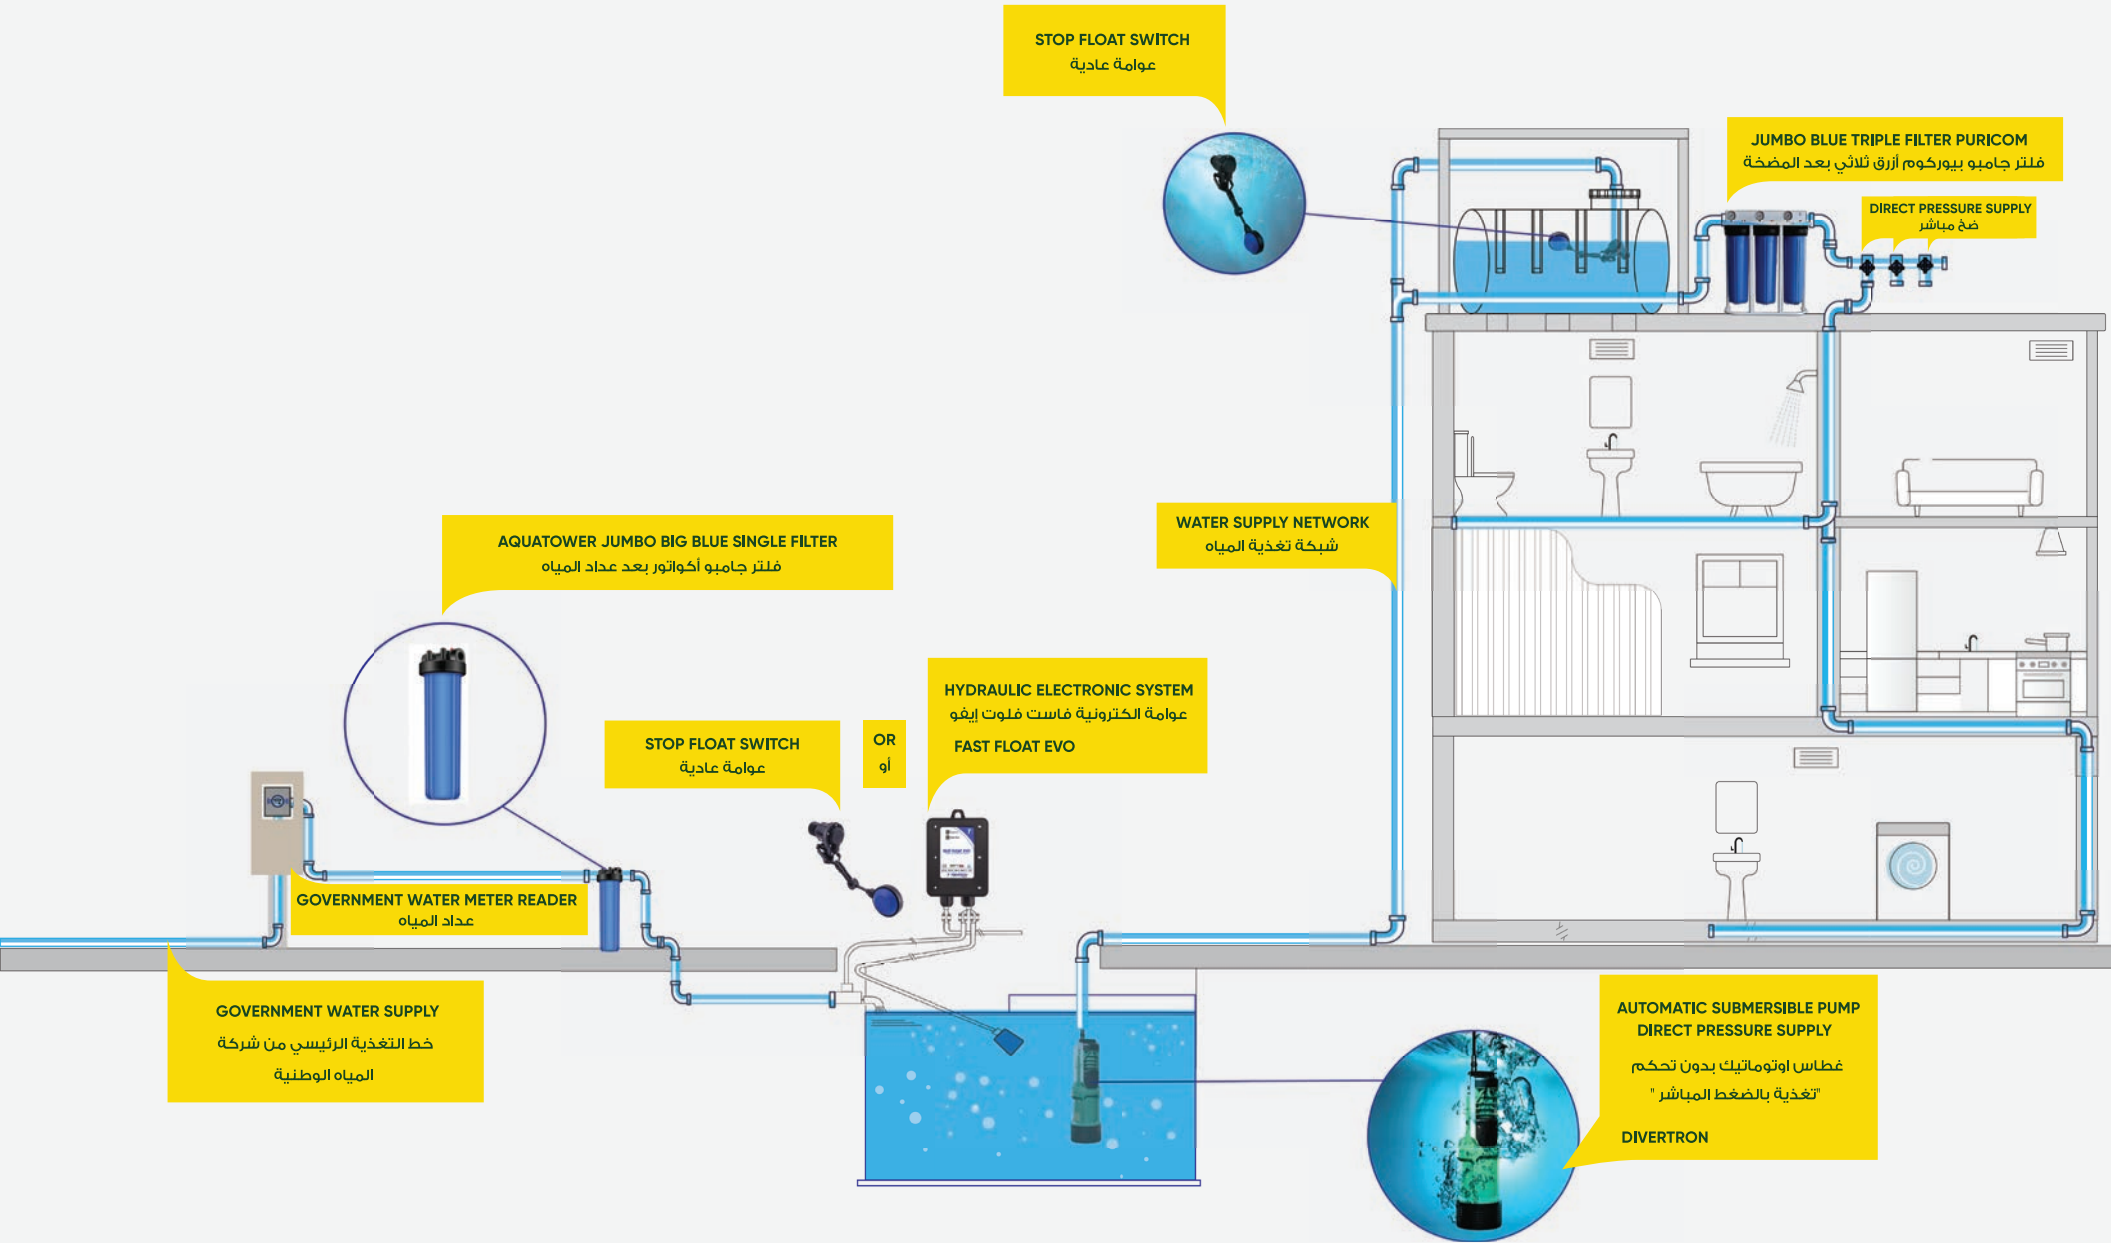 STOP FLOAT SWITCH
عوامة عادية
JUMBO BLUE TRIPLE FILTER PURICOM
فلتر جامبو بيوركوم أزرق ثلاثي بعد المضخة
DIRECT PRESSURE SUPPLY
ضخ مباشر
WATER SUPPLY NETWORK
شبكة تغذية المياه
AQUATOWER JUMBO BIG BLUE SINGLE FILTER
فلتر جامبو أكواتور بعد عداد المياه
HYDRAULIC ELECTRONIC SYSTEM
عوامة الكترونية فاست فلوت إيفو
FAST FLOAT EVO
OR
أو
STOP FLOAT SWITCH
عوامة عادية
GOVERNMENT WATER METER READER
عداد المياه
GOVERNMENT WATER SUPPLY
خط التغذية الرئيسي من شركة
المياه الوطنية
AUTOMATIC SUBMERSIBLE PUMP
DIRECT PRESSURE SUPPLY
غطاس اوتوماتيك بدون تحكم
"تغذية بالضغط المباشر "
DIVERTRON